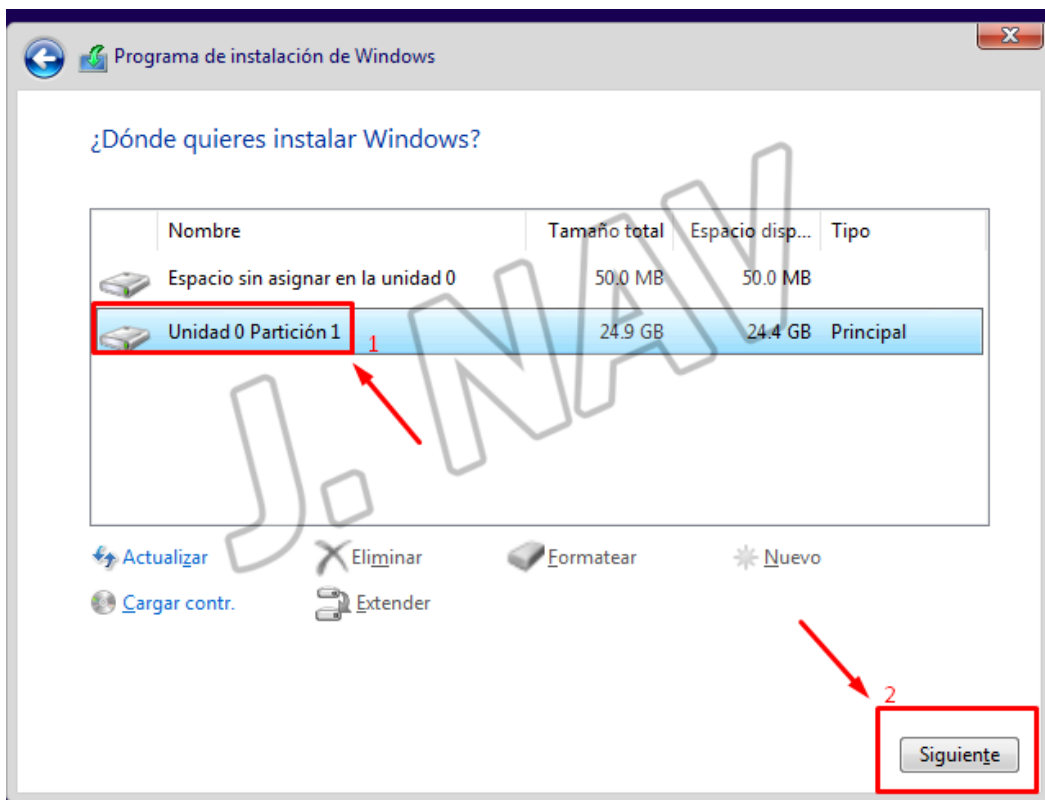 Programa de instalación de Windows
¿Dónde quieres instalar Windows?
Nombre Tamaño total Espacio disp... Tipo
Espacio sin asignar en la unidad 0 50.0 MB 50.0 MB
Unidad 0 Partición 1 24.9 GB 24.4 GB Principal
1
J. NAV
Actualizar Eliminar Formatear Nuevo
Cargar contr. Extender
2
Siguiente